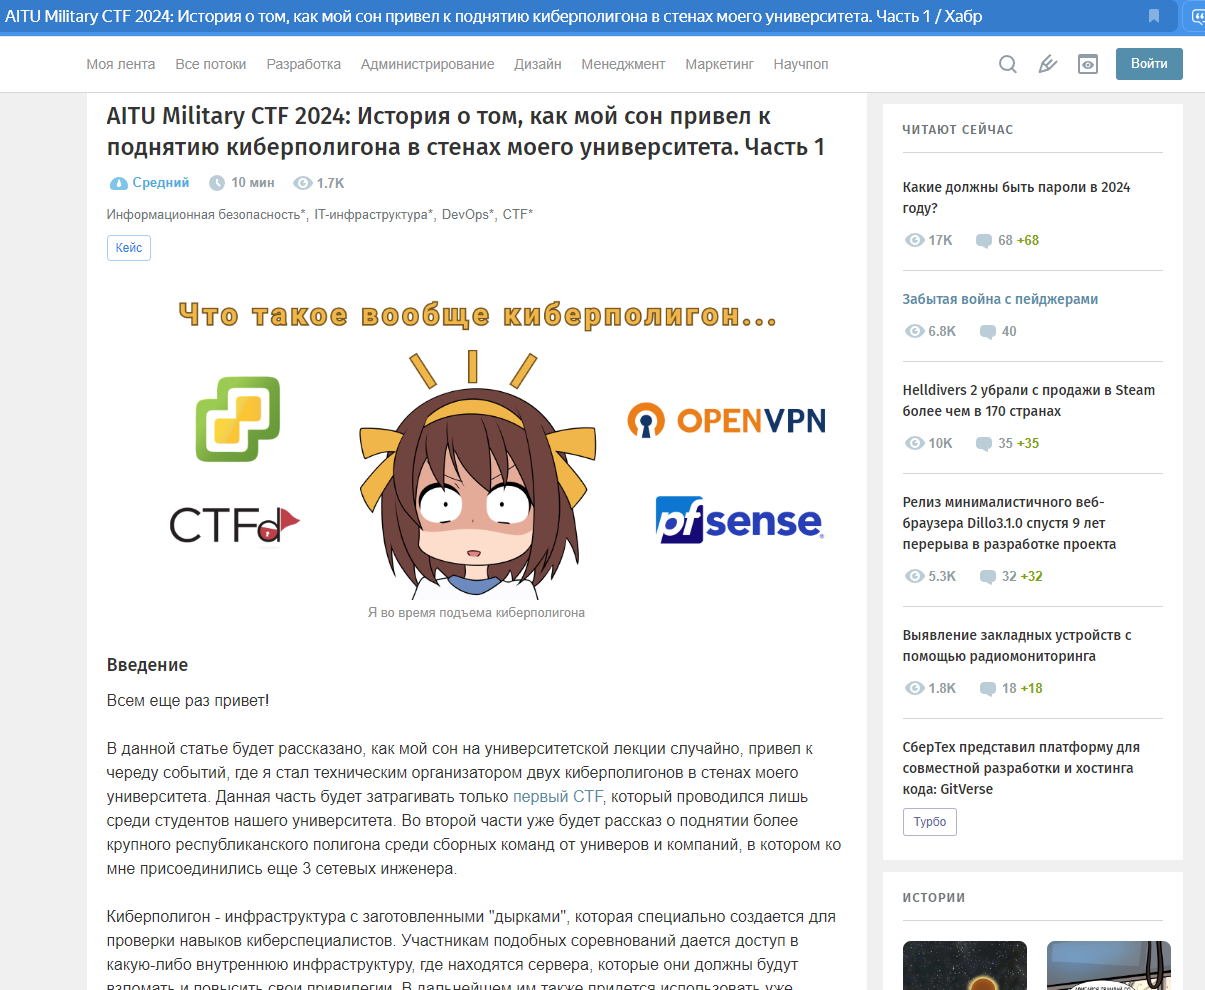 AITU Military CTF 2024: История о том, как мой сон привел к поднятию киберполигона в стенах моего университета. Часть 1 / Хабр
Моя лента Все потоки Разработка Администрирование Дизайн Менеджмент Маркетинг Научпоп Войти
AITU Military CTF 2024: История о том, как мой сон привел к
поднятию киберполигона в стенах моего университета. Часть 1
Средний 10 мин 1.7K
Информационная безопасность*, IT-инфраструктура*, DevOps*, CTF*
Кейс
Что такое вообще киберполигон...
OPENVPN
CTFd
pfsense
Я во время подъема киберполигона
Введение
Всем еще раз привет!
В данной статье будет рассказано, как мой сон на университетской лекции случайно, привел к
череду событий, где я стал техническим организатором двух киберполигонов в стенах моего
университета. Данная часть будет затрагивать только первый CTF, который проводился лишь
среди студентов нашего университета. Во второй части уже будет рассказ о поднятии более
крупного республиканского полигона среди сборных команд от универов и компаний, в котором ко
мне присоединились еще 3 сетевых инженера.
Киберполигон - инфраструктура с заготовленными "дырками", которая специально создается для
проверки навыков киберспециалистов. Участникам подобных соревнований дается доступ в
какую-либо внутреннюю инфраструктуру, где находятся сервера, которые они должны будут
взломать и повысить свои привилегии. В дальнейшем им также придется использовать уже
ЧИТАЮТ СЕЙЧАС
Какие должны быть пароли в 2024
году?
17K 68 +68
Забытая война с пейджерами
6.8K 40
Helldivers 2 убрали с продажи в Steam
более чем в 170 странах
10K 35 +35
Релиз минималистичного веб-
браузера Dillo3.1.0 спустя 9 лет
перерыва в разработке проекта
5.3K 32 +32
Выявление закладных устройств с
помощью радиомониторинга
1.8K 18 +18
СберТех представил платформу для
совместной разработки и хостинга
кода: GitVerse
Турбо
ИСТОРИИ